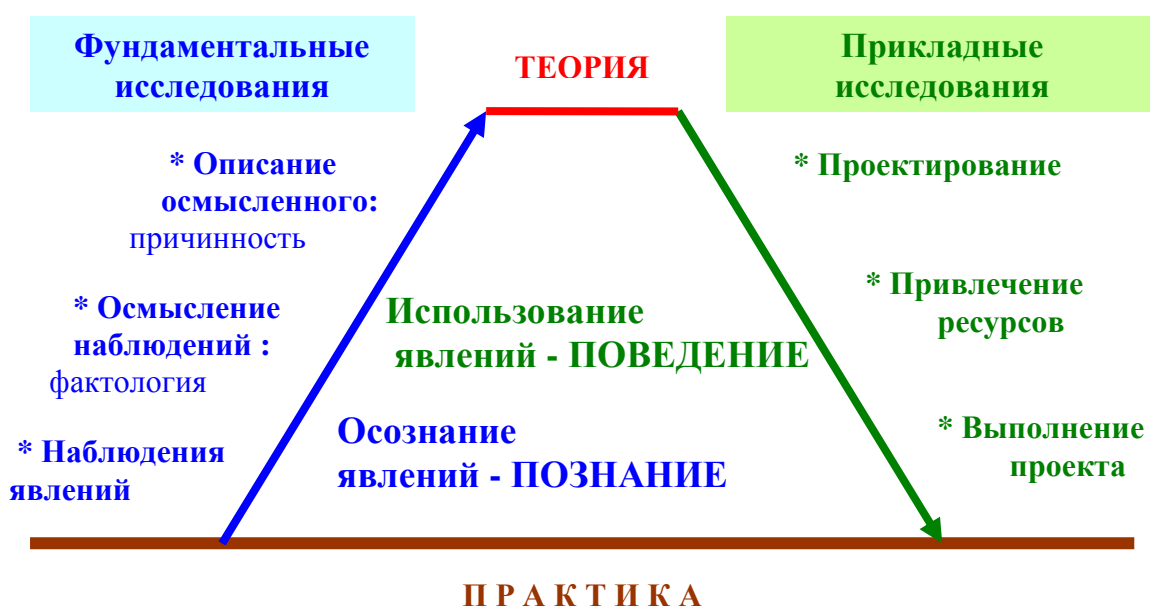 Фундаментальные
исследования
ТЕОРИЯ
Прикладные
исследования
* Описание
осмысленного:
причинность
* Осмысление
наблюдений :
фактология
* Наблюдения
явлений
Использование
явлений - ПОВЕДЕНИЕ
Осознание
явлений - ПОЗНАНИЕ
* Проектирование
* Привлечение
ресурсов
* Выполнение
проекта
П Р А К Т И К А